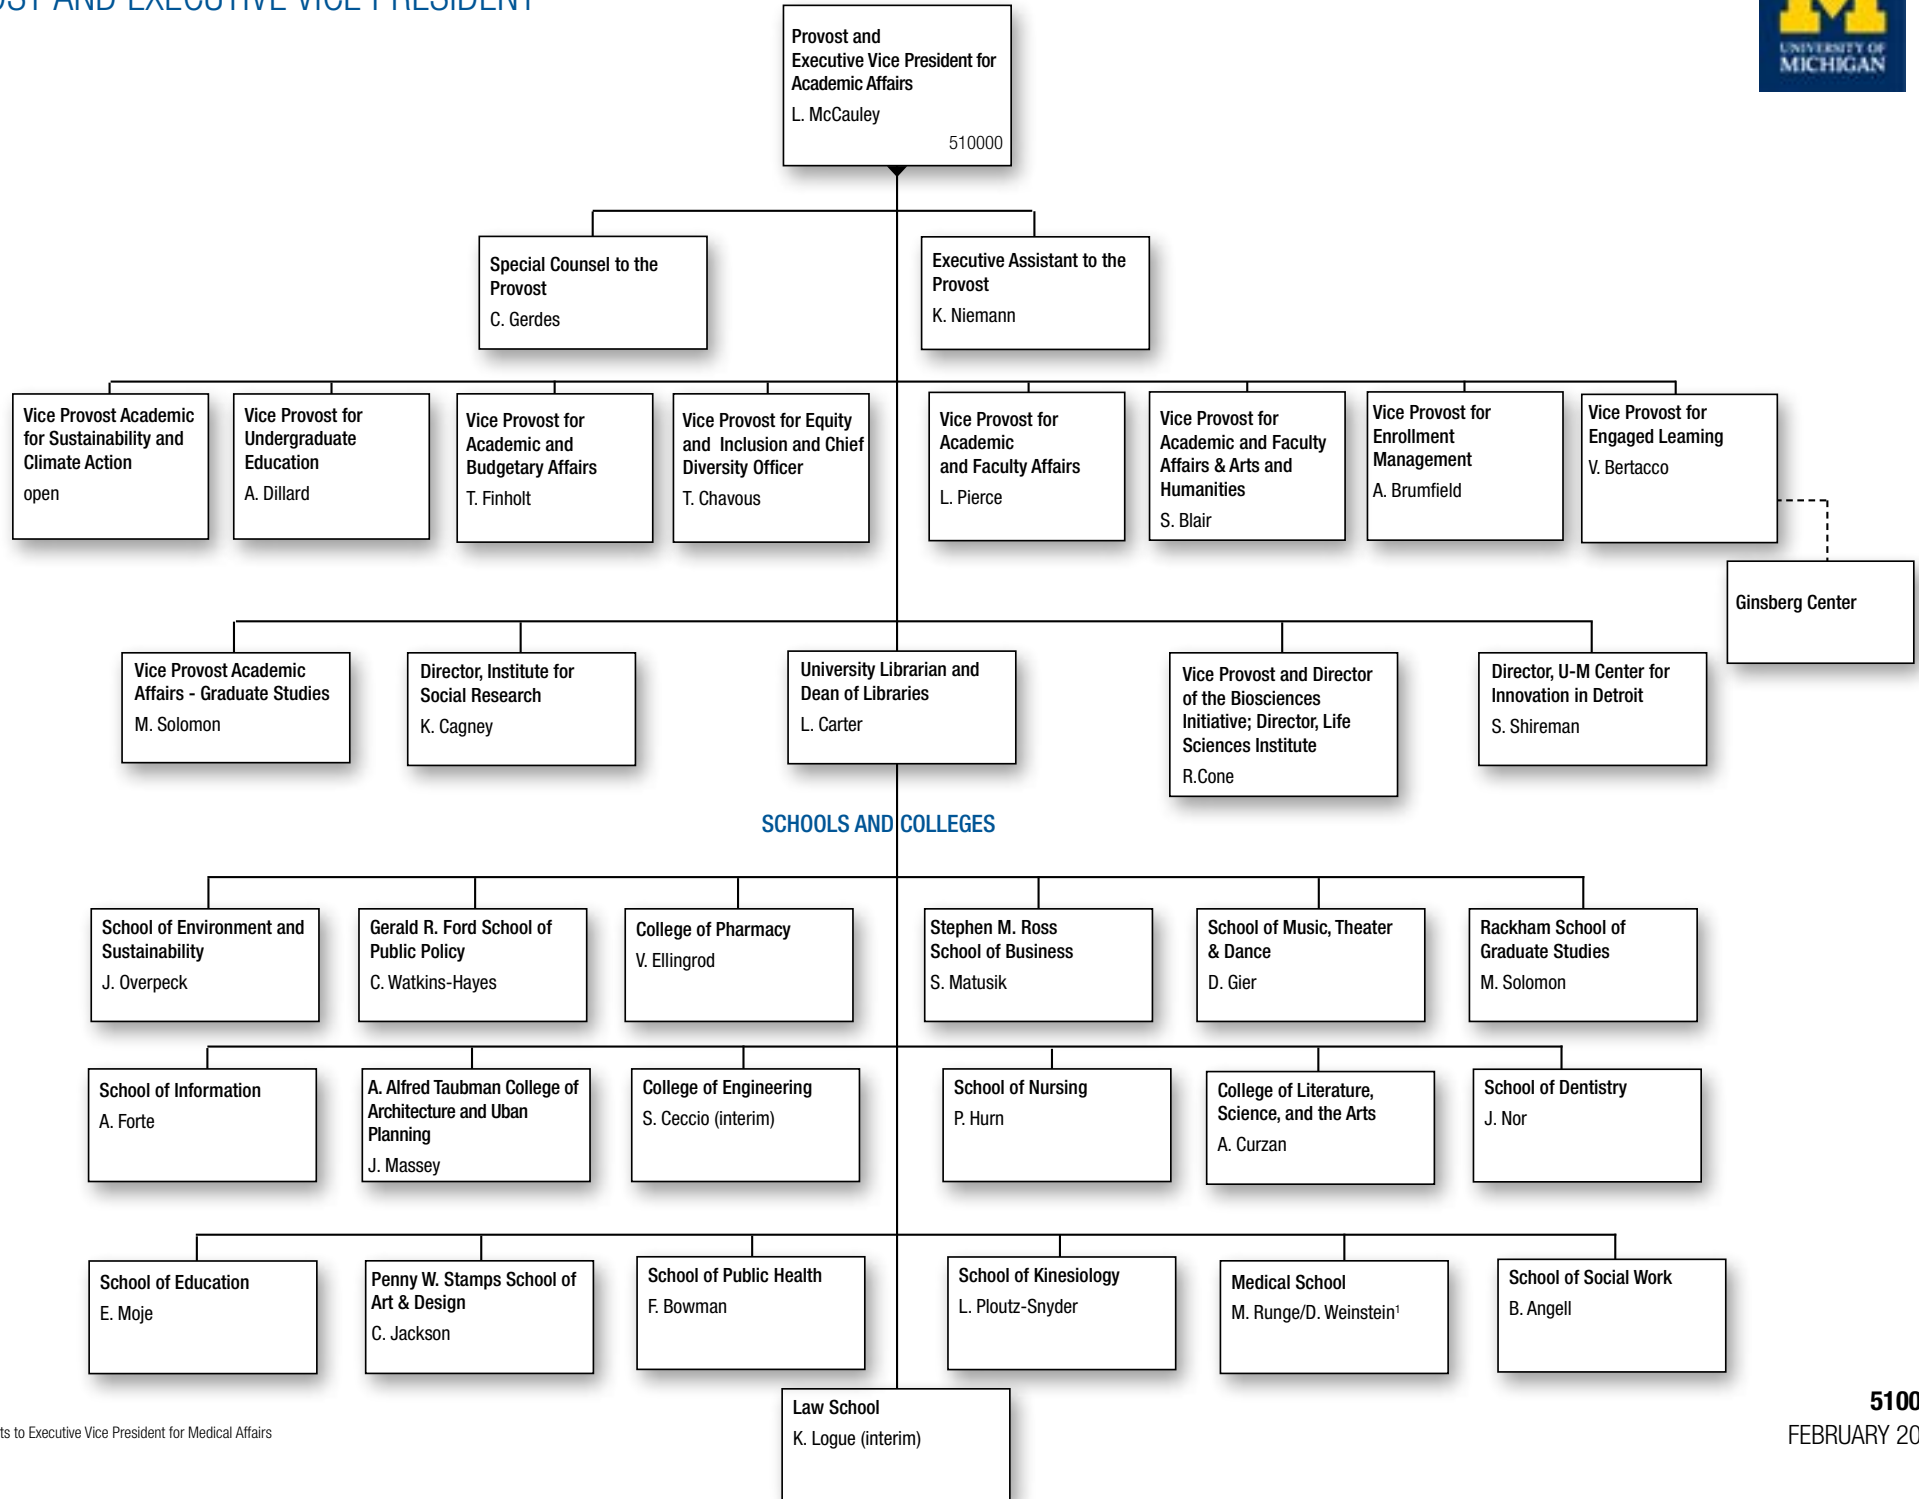 AND EXECUTIVE VICE PRESIDENT
UNIVERSITY OF
MICHIGAN
Provost and
Executive Vice President for
Academic Affairs
L. McCauley
510000
Special Counsel to the
Provost
C. Gerdes
Executive Assistant to the
Provost
K. Niemann
Vice Provost Academic
for Sustainability and
Climate Action
open
Vice Provost for
Undergraduate
Education
A. Dillard
Vice Provost for
Academic and
Budgetary Affairs
T. Finholt
Vice Provost for Equity
and Inclusion and Chief
Diversity Officer
T. Chavous
Vice Provost for
Academic
and Faculty Affairs
L. Pierce
Vice Provost for
Academic and Faculty
Affairs & Arts and
Humanities
S. Blair
Vice Provost for
Enrollment
Management
A. Brumfield
Vice Provost for
Engaged Learning
V. Bertacco
Ginsberg Center
Vice Provost Academic
Affairs - Graduate Studies
M. Solomon
Director, Institute for
Social Research
K. Cagney
University Librarian and
Dean of Libraries
L. Carter
Vice Provost and Director
of the Biosciences
Initiative; Director, Life
Sciences Institute
R.Cone
Director, U-M Center for
Innovation in Detroit
S. Shireman
SCHOOLS AND COLLEGES
School of Environment and
Sustainability
J. Overpeck
Gerald R. Ford School of
Public Policy
C. Watkins-Hayes
College of Pharmacy
V. Ellingrod
Stephen M. Ross
School of Business
S. Matusik
School of Music, Theater
& Dance
D. Gier
Rackham School of
Graduate Studies
M. Solomon
School of Information
A. Forte
A. Alfred Taubman College of
Architecture and Uban
Planning
J. Massey
College of Engineering
S. Ceccio (interim)
School of Nursing
P. Hurn
College of Literature,
Science, and the Arts
A. Curzan
School of Dentistry
J. Nor
School of Education
E. Moje
Penny W. Stamps School of
Art & Design
C. Jackson
School of Public Health
F. Bowman
School of Kinesiology
L. Ploutz-Snyder
Medical School
M. Runge/D. Weinstein¹
School of Social Work
B. Angell
Law School
K. Logue (interim)
to Executive Vice President for Medical Affairs
5100
FEBRUARY 20